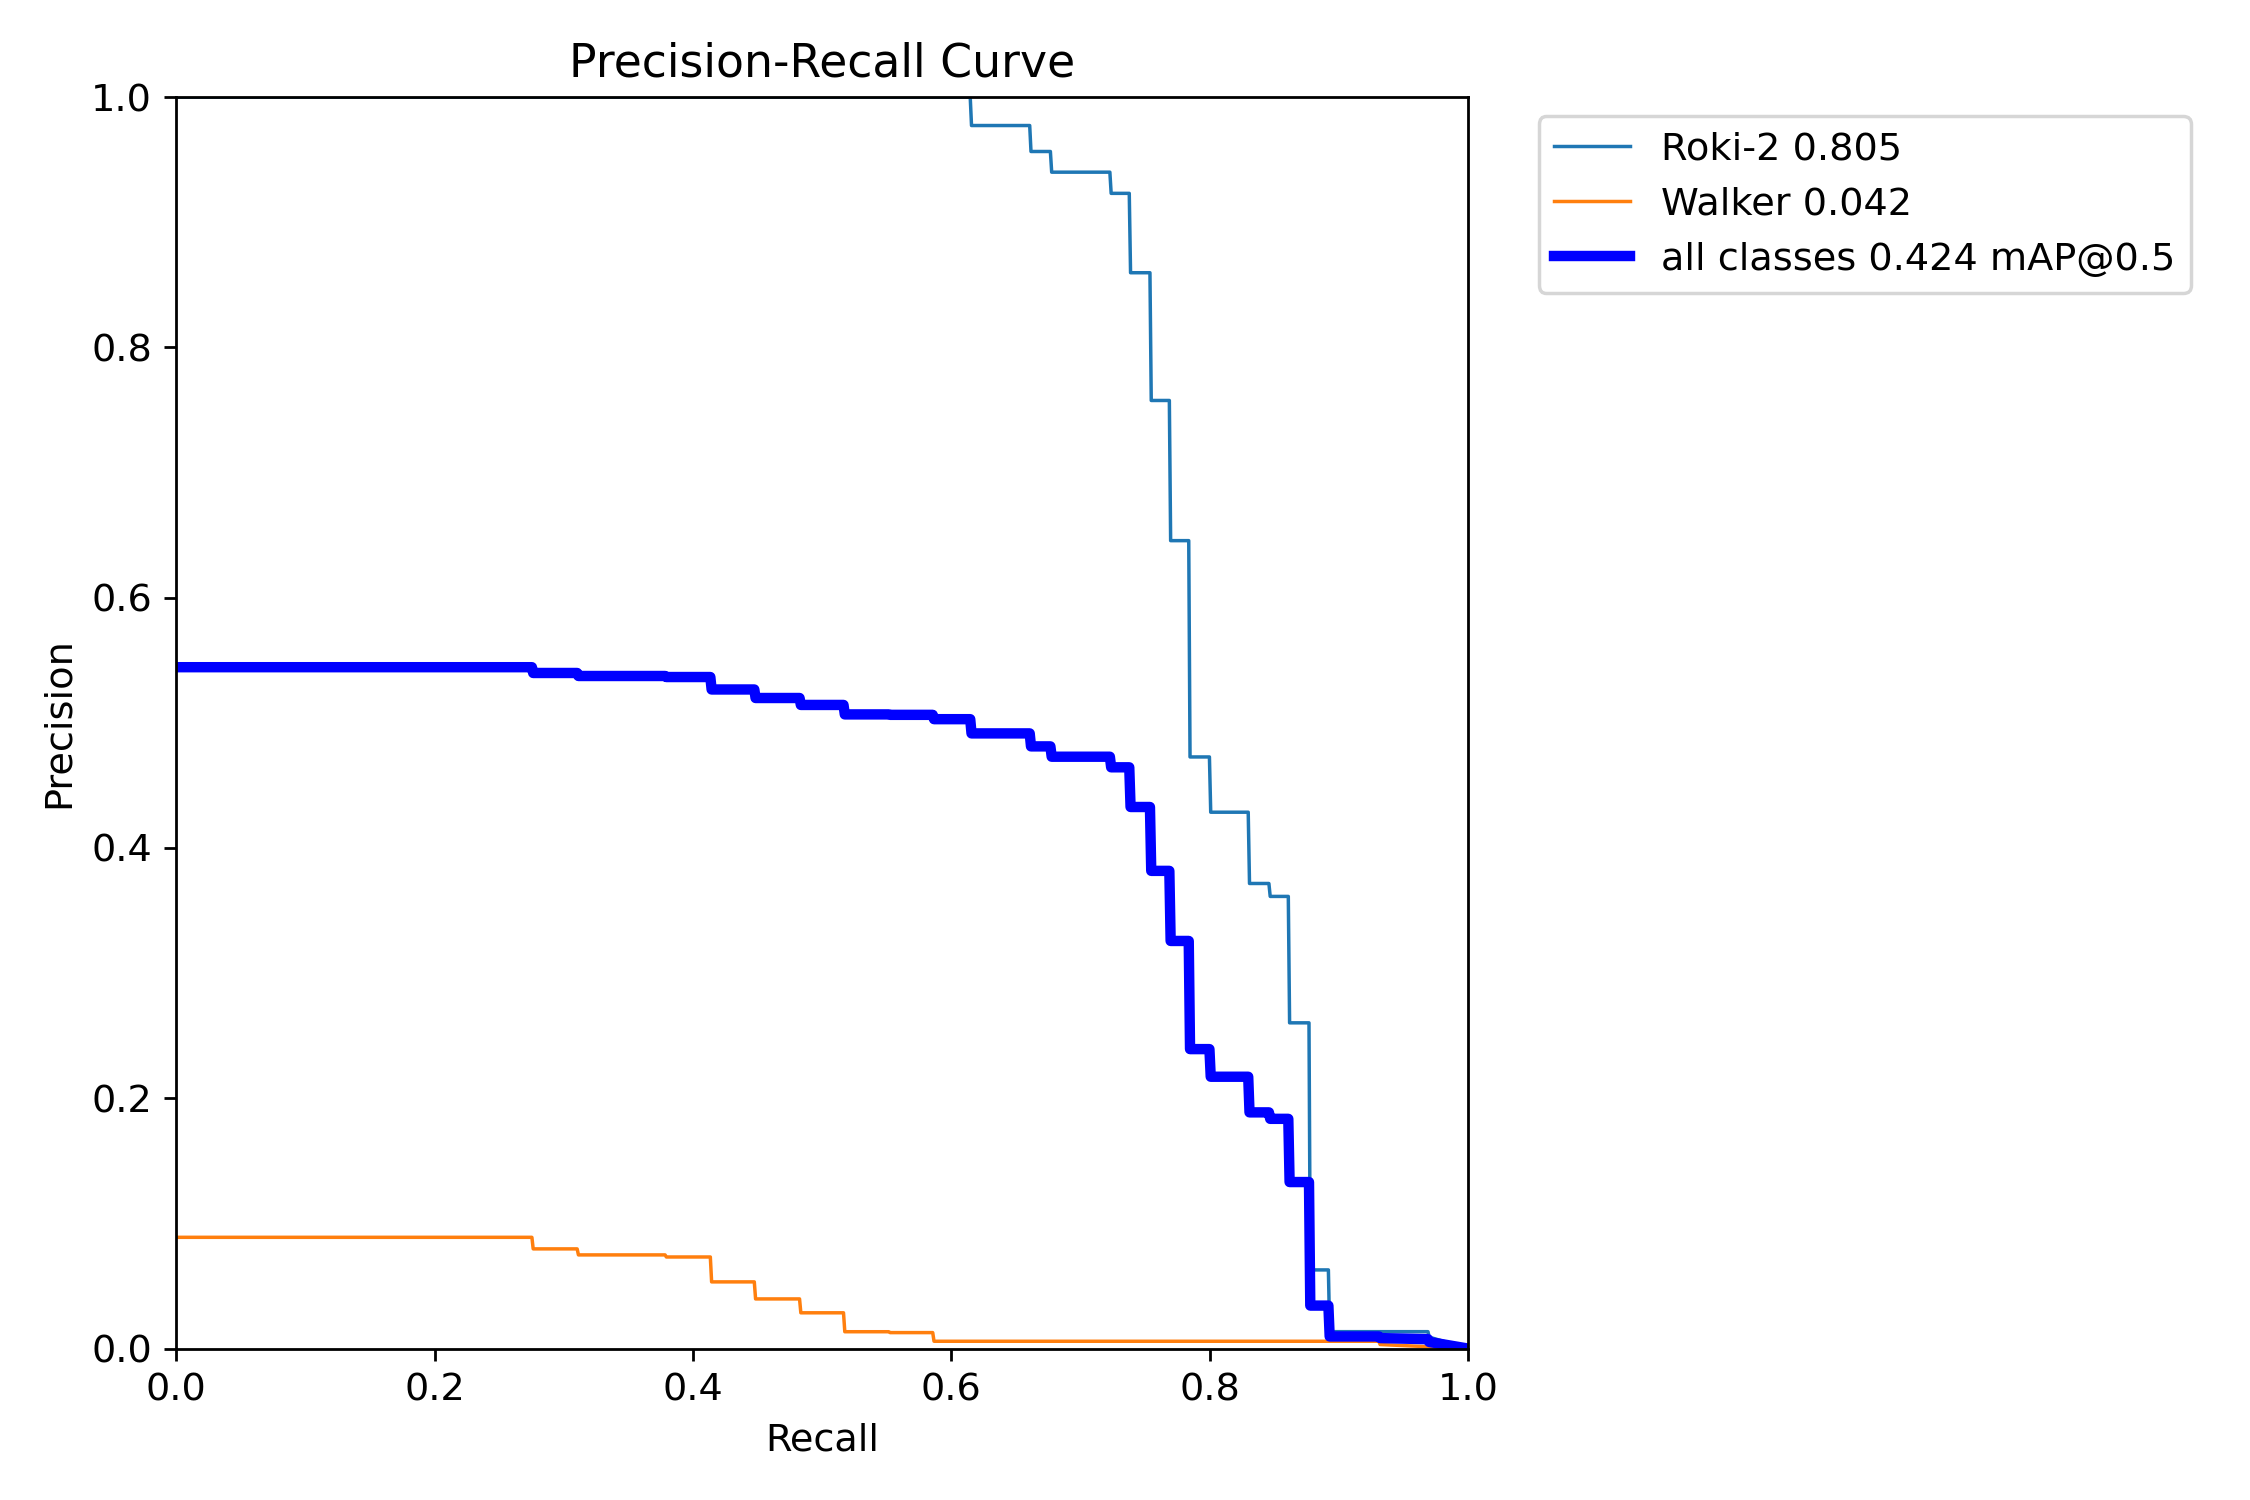 Precision-Recall Curve
1.0
0.8
0.6
0.4
0.2
0.0
Precision
0.0 0.2 0.4 0.6 0.8 1.0
Recall
Roki-2 0.805
Walker 0.042
all classes 0.424 mAP@0.5